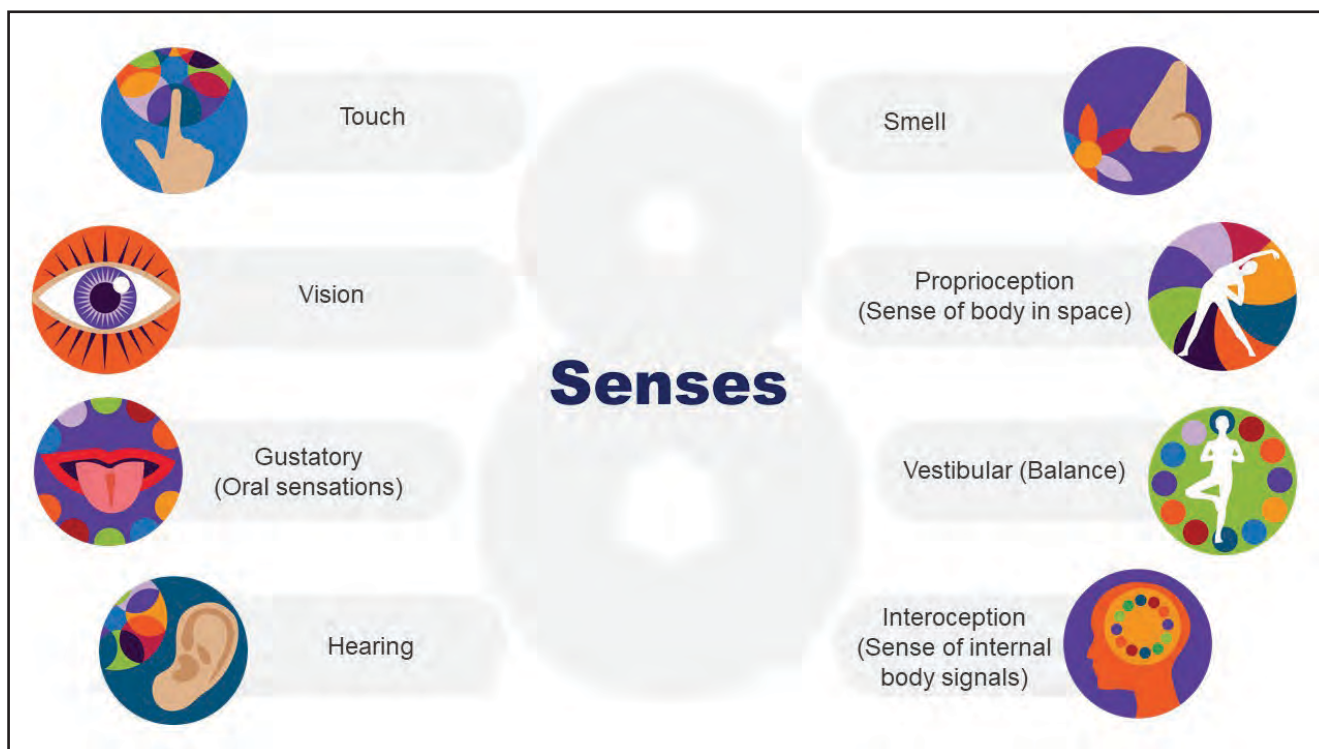 Touch
Vision
Gustatory
(Oral sensations)
Hearing
8
Senses
Smell
Proprioception
(Sense of body in space)
Vestibular (Balance)
Interoception
(Sense of internal
body signals)